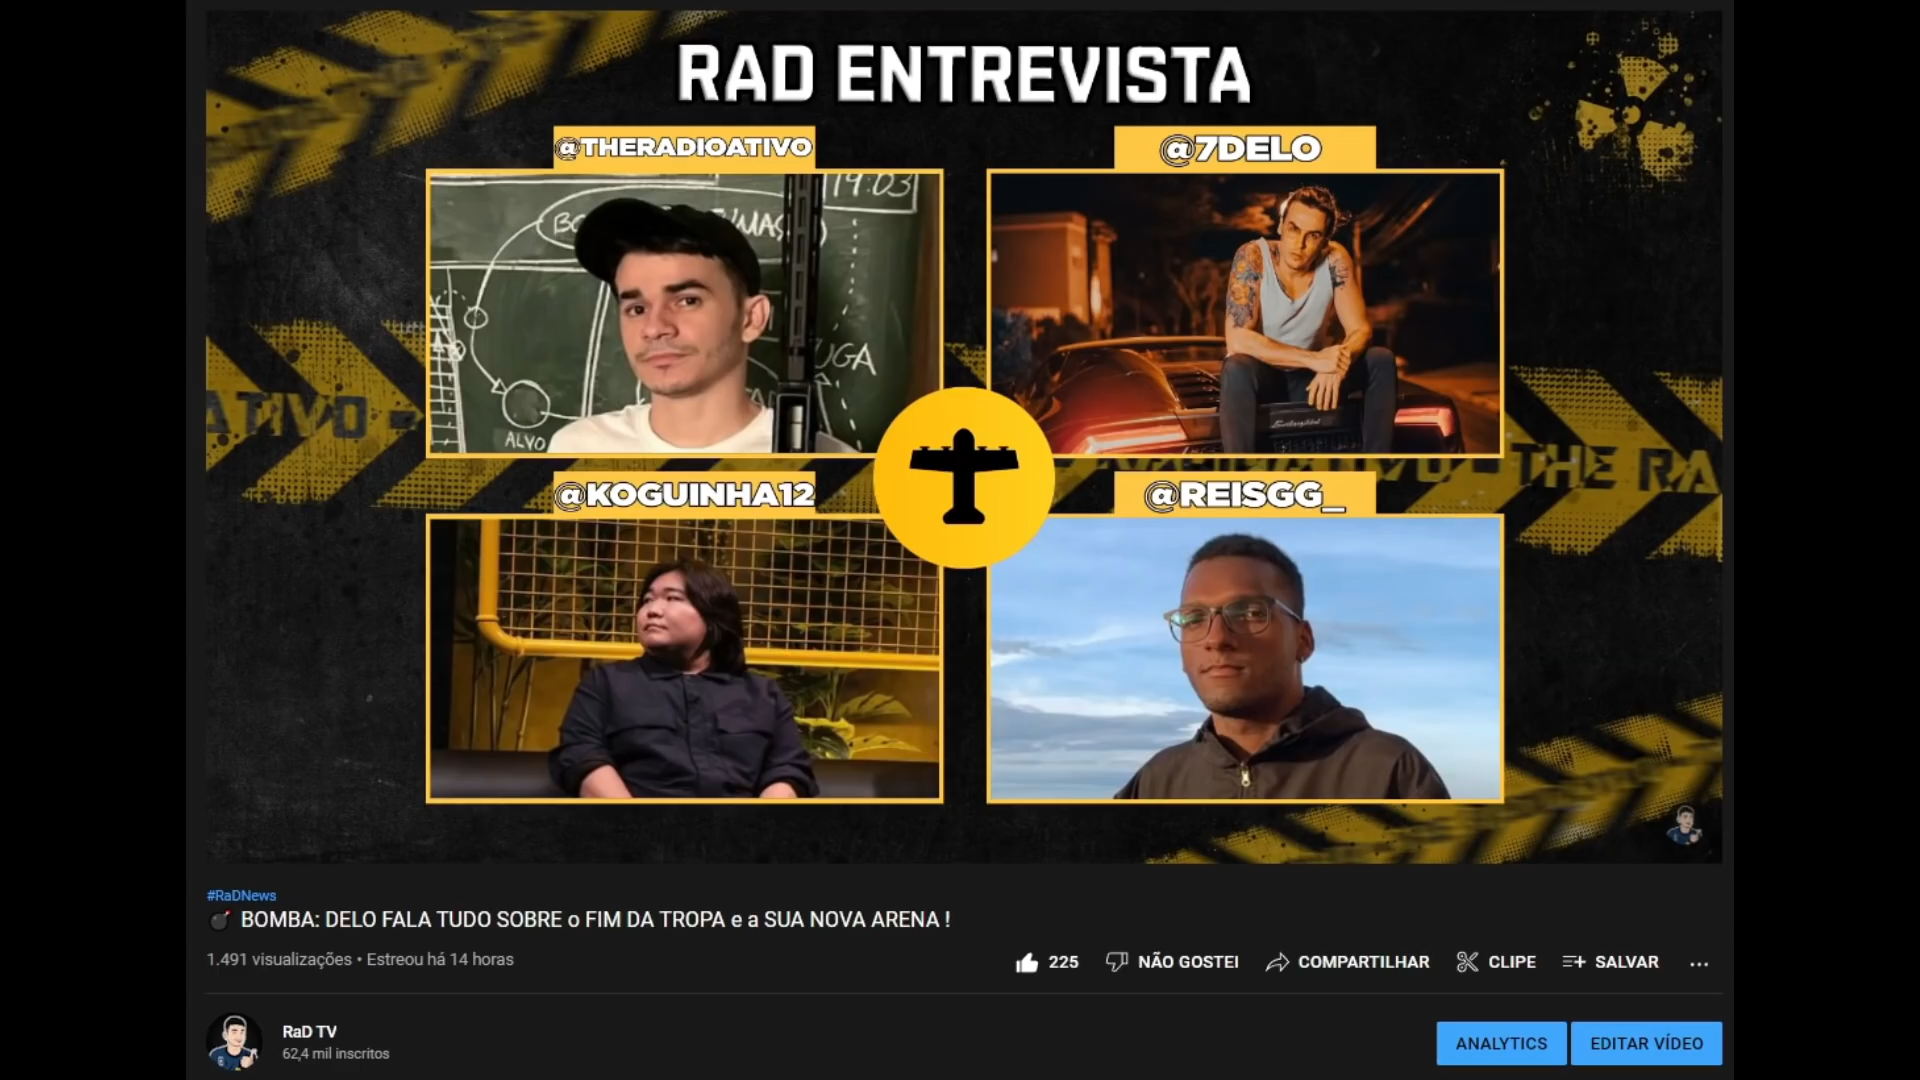 RAD ENTREVISTA
@THERADIOATIVO
@7DELO
19:03
ALVO
ATIVO -
THE RA
@KOGUINHA12
@REISGG_
#RaDNews
BOMBA: DELO FALA TUDO SOBRE o FIM DA TROPA e a SUA NOVA ARENA !
1.491 visualizações • Estreou há 14 horas
225
NÃO GOSTEI
COMPARTILHAR
CLIPE
SALVAR
...
RaD TV
62,4 mil inscritos
ANALYTICS
EDITAR VÍDEO